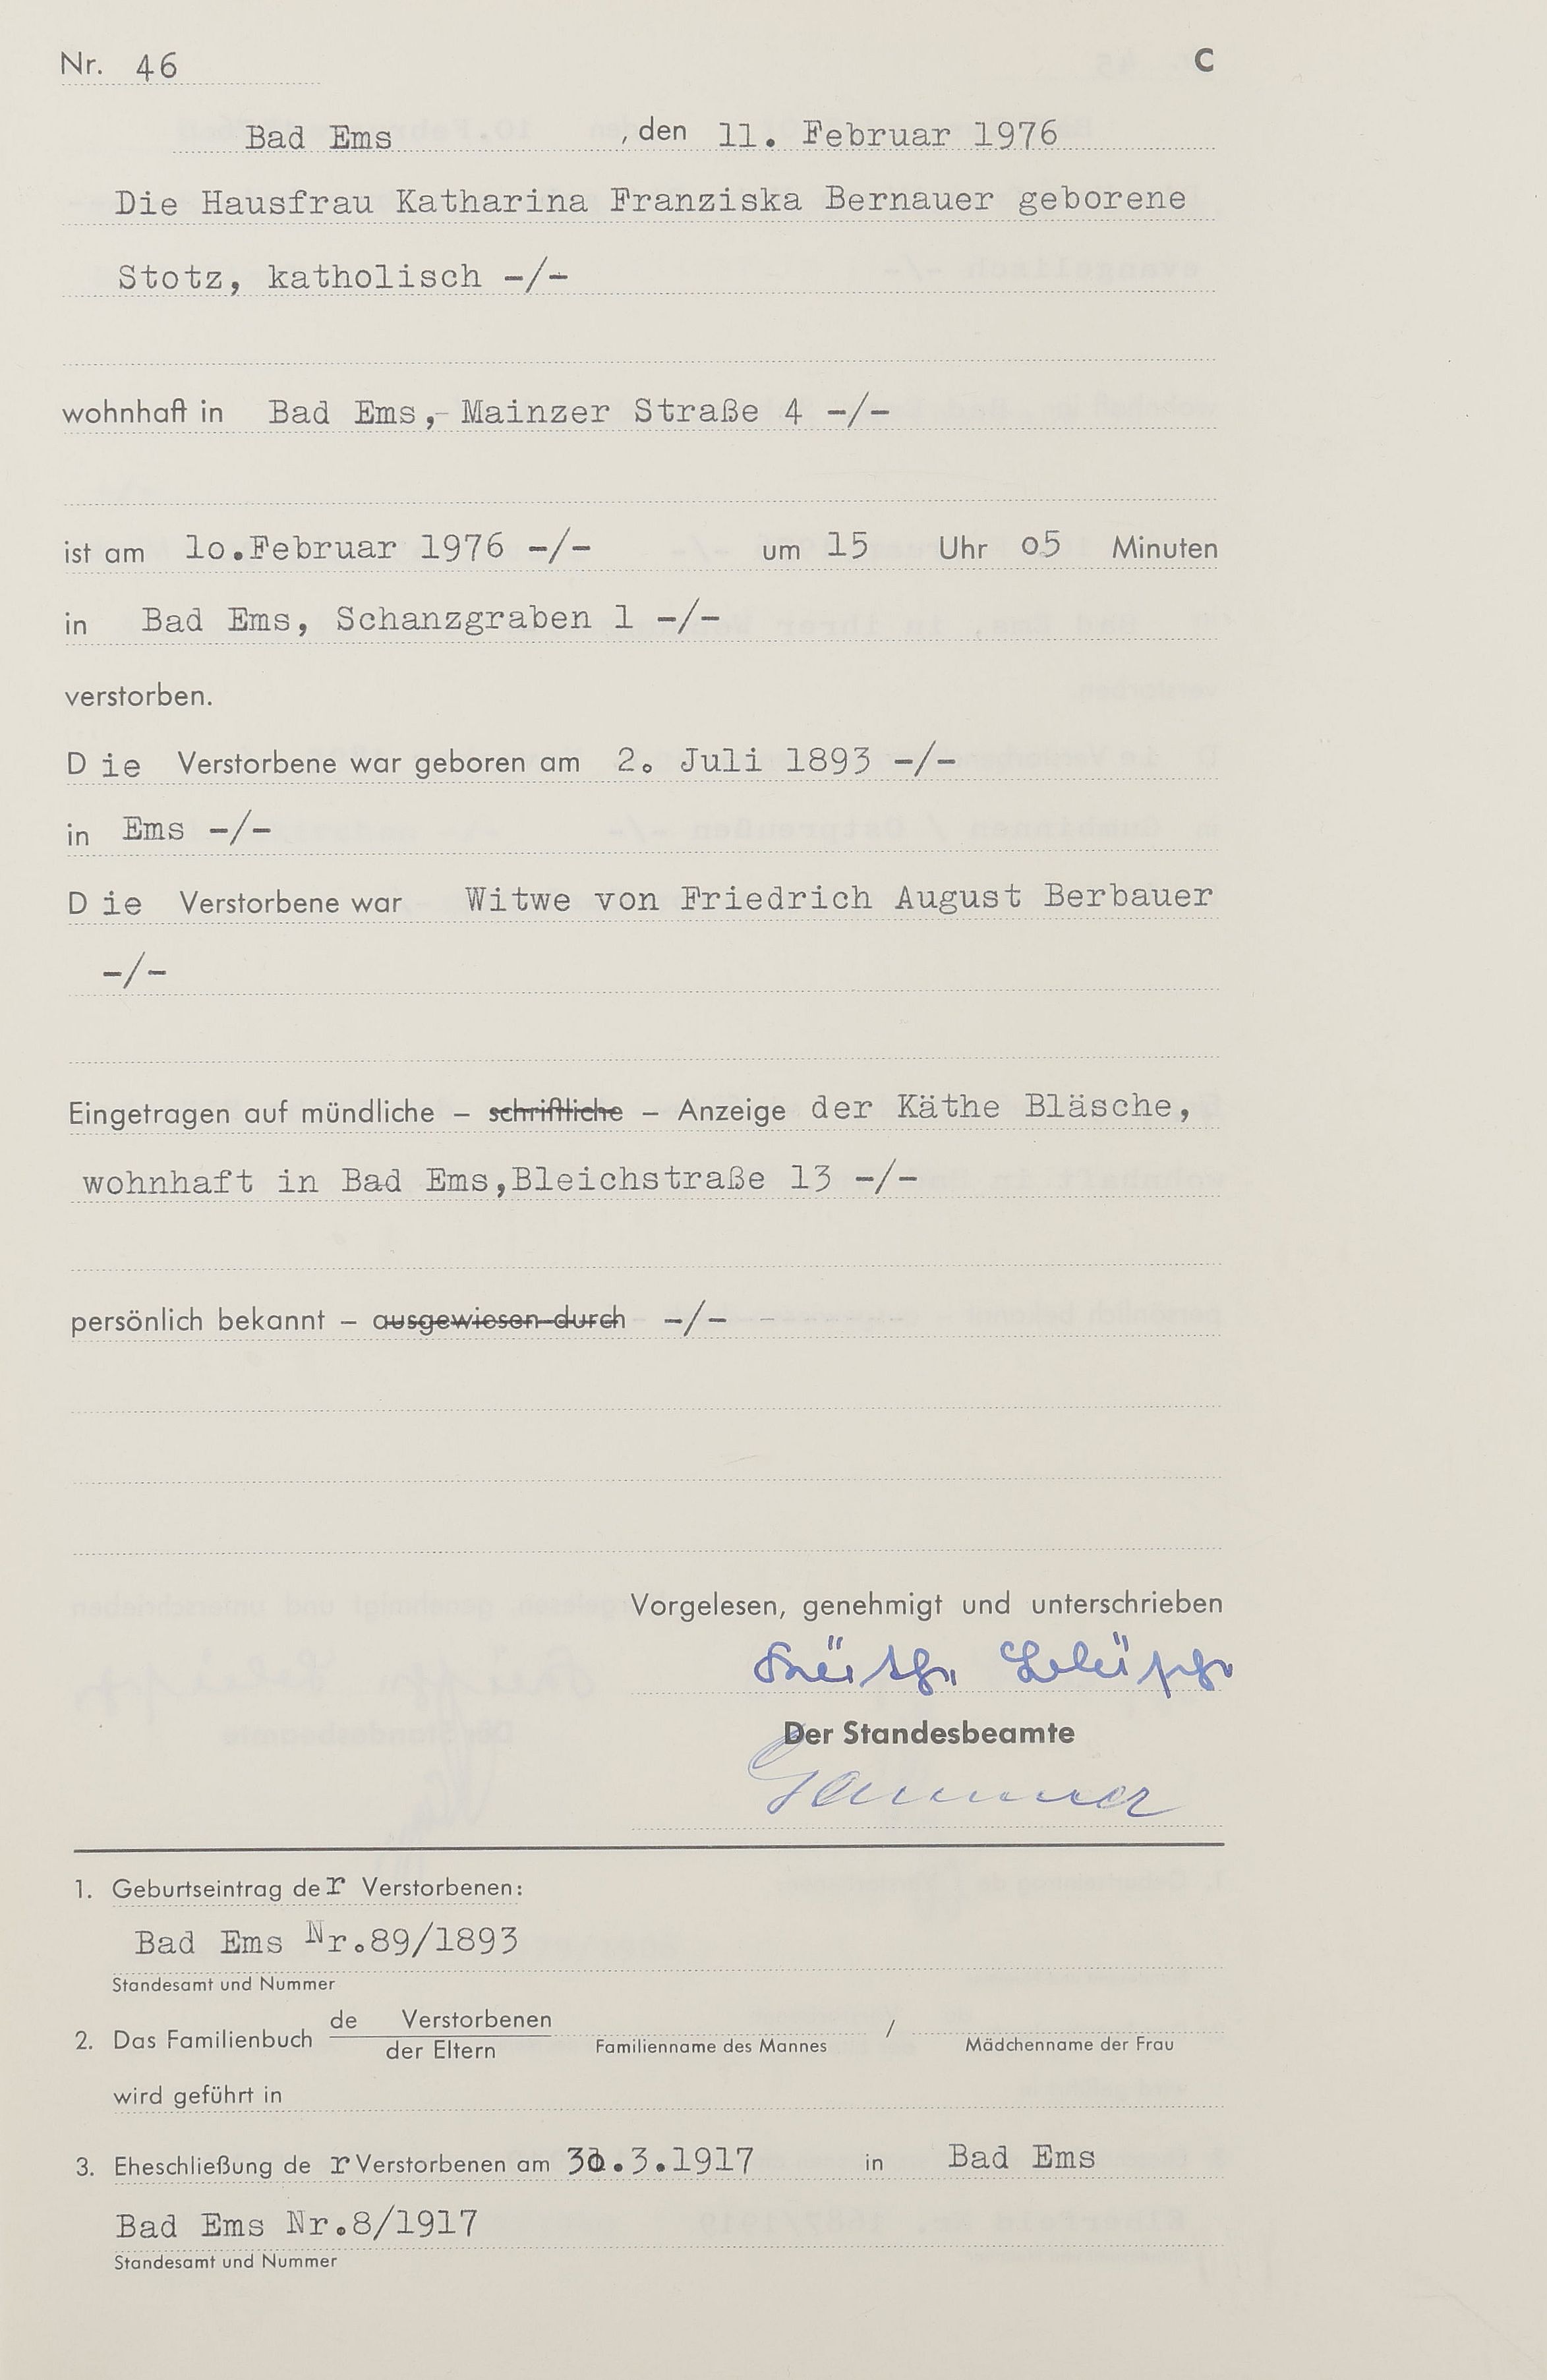 Nr. 46 C
Bad Ems , den 11. Februar 1976
Die Hausfrau Katharina Franziska Bernauer geborene
Stotz, katholisch -/-
wohnhaft in Bad Ems,- Mainzer Straße 4 -/-
ist am 1o.Februar 1976 -/- um 15 Uhr o5 Minuten
in Bad Ems, Schanzgraben 1 -/-
verstorben.
Die Verstorbene war geboren am 2. Juli 1893 -/-
in Ems -/-
Die Verstorbene war Witwe von Friedrich August Berbauer
-/-
Eingetragen auf mündliche – schriftliche – Anzeige der Käthe Bläsche,
wohnhaft in Bad Ems,Bleichstraße 13 -/-
persönlich bekannt – ausgewiesen durch -/-
Vorgelesen, genehmigt und unterschrieben
Käthe Bläsche
Der Standesbeamte
1. Geburtseintrag der Verstorbenen:
Bad Ems Nr.89/1893
Standesamt und Nummer
2. Das Familienbuch de Verstorbenen
der Eltern
/
Familienname des Mannes Mädchenname der Frau
wird geführt in
3. Eheschließung der Verstorbenen am .3.1917 in Bad Ems
Bad Ems Nr.8/1917
Standesamt und Nummer